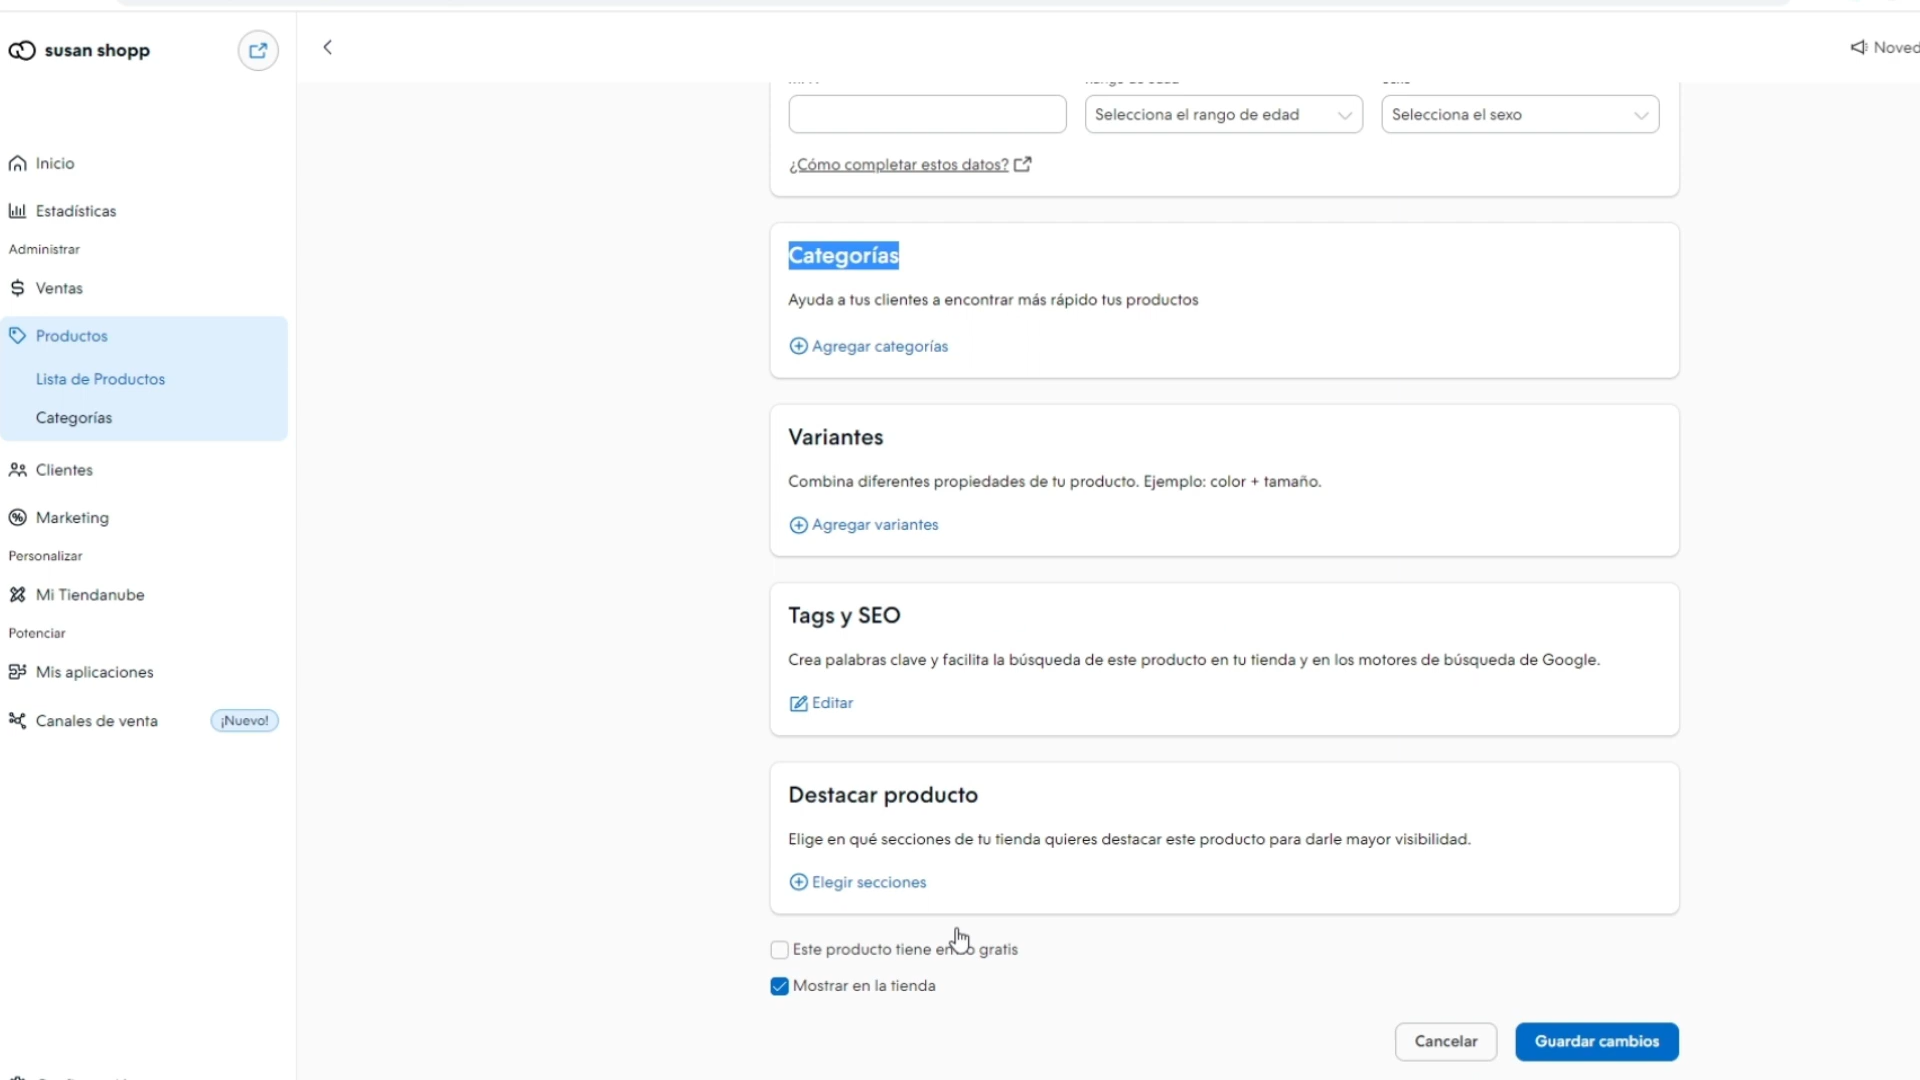 susan shopp
Noved
Selecciona el rango de edad
Selecciona el sexo
¿Cómo completar estos datos?
Inicio
Estadísticas
Administrar
Ventas
Productos
Lista de Productos
Categorías
Clientes
Marketing
Personalizar
Mi Tiendanube
Potenciar
Mis aplicaciones
Canales de venta
¡Nuevo!
Categorías
Ayuda a tus clientes a encontrar más rápido tus productos
Agregar categorías
Variantes
Combina diferentes propiedades de tu producto. Ejemplo: color + tamaño.
Agregar variantes
Tags y SEO
Crea palabras clave y facilita la búsqueda de este producto en tu tienda y en los motores de búsqueda de Google.
Editar
Destacar producto
Elige en qué secciones de tu tienda quieres destacar este producto para darle mayor visibilidad.
Elegir secciones
Este producto tiene envío gratis
Mostrar en la tienda
Cancelar
Guardar cambios